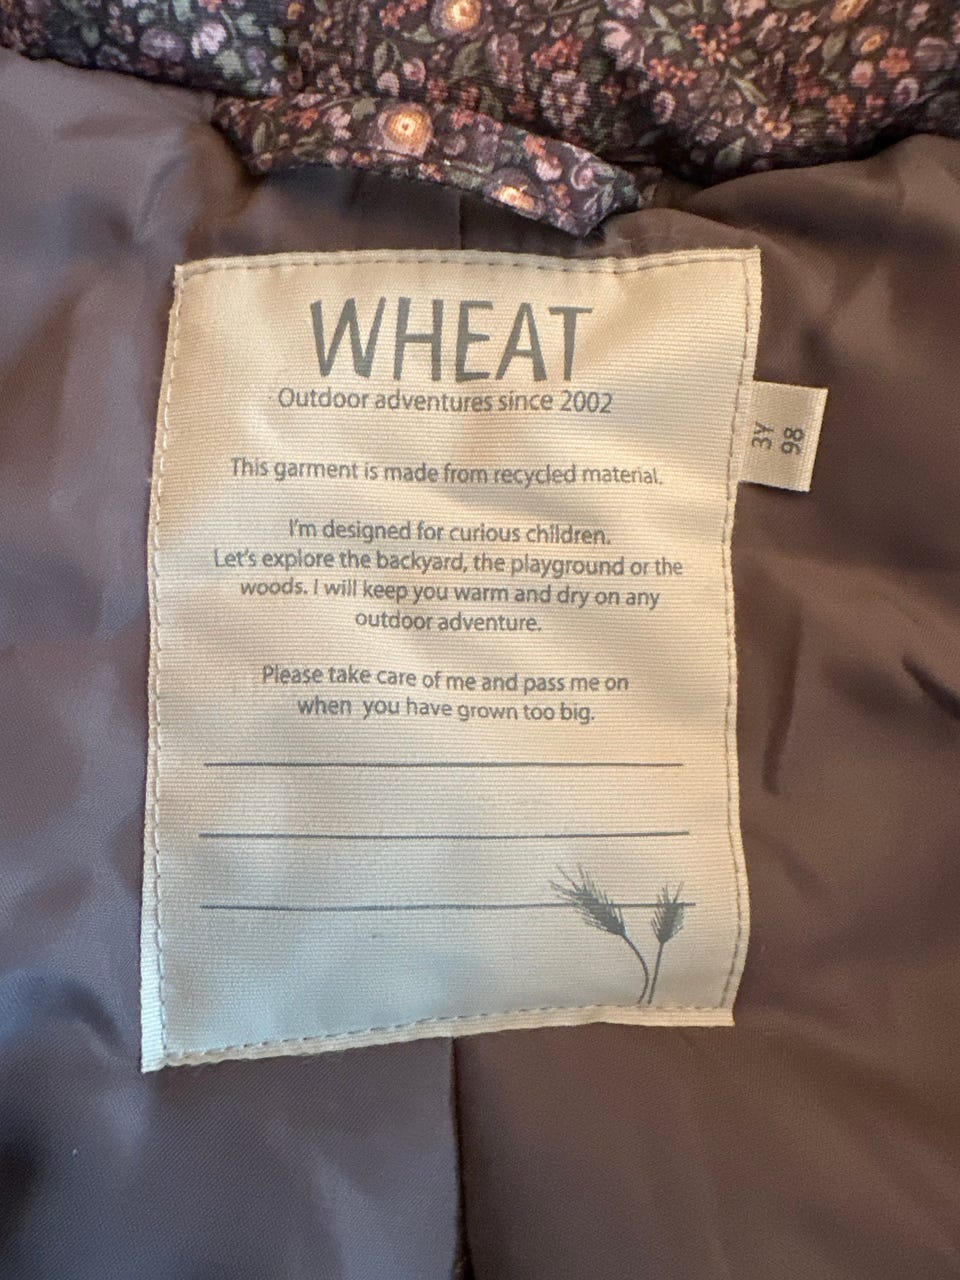 WHEAT
Outdoor adventures since 2002
This garment is made from recycled material.
I'm designed for curious children.
Let's explore the backyard, the playground or the
woods. I will keep you warm and dry on any
outdoor adventure.
Please take care of me and pass me on
when you have grown too big.
3Y
98